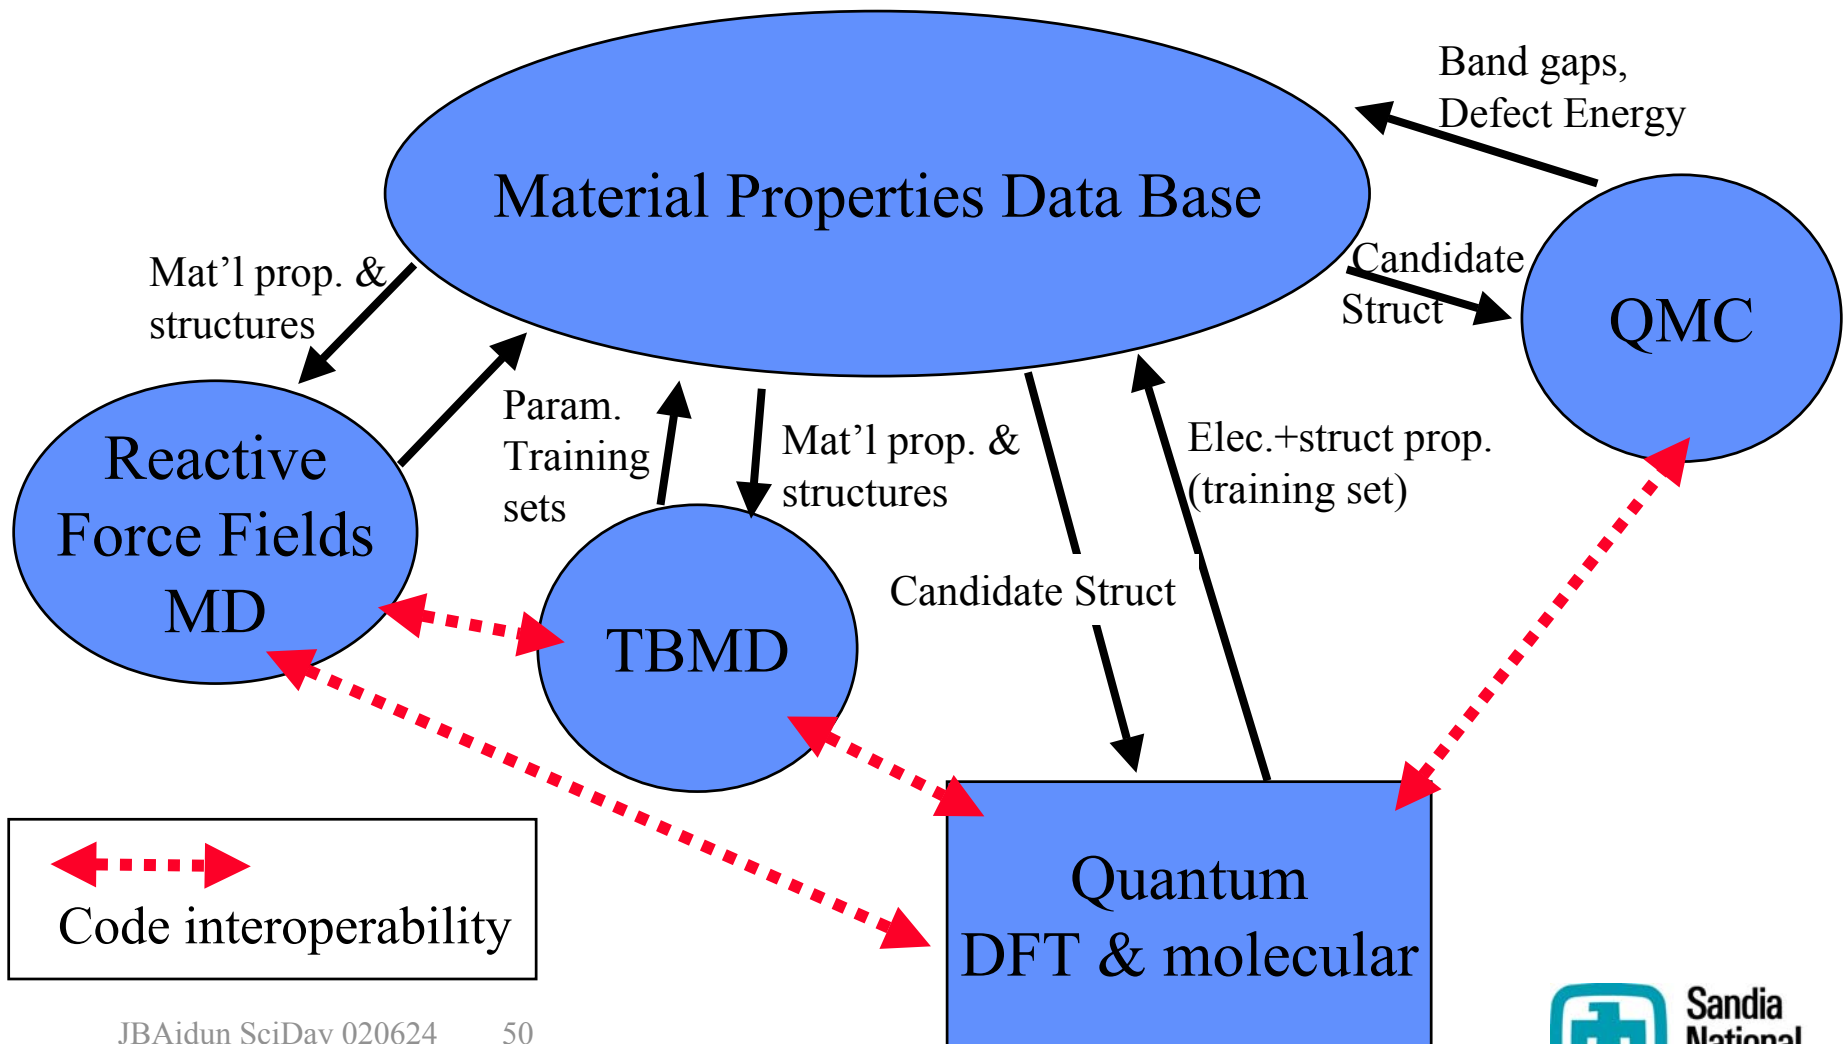 Band gaps,
Defect Energy
Material Properties Data Base
Candidate
Struct
QMC
Mat’l prop. &
structures
Param.
Training
sets
Mat’l prop. &
structures
Elec.+struct prop.
(training set)
Reactive
Force Fields
MD
TBMD
Candidate Struct
Quantum
DFT & molecular
Code interoperability
JBAidun SciDav 020624 50
Sandia
National